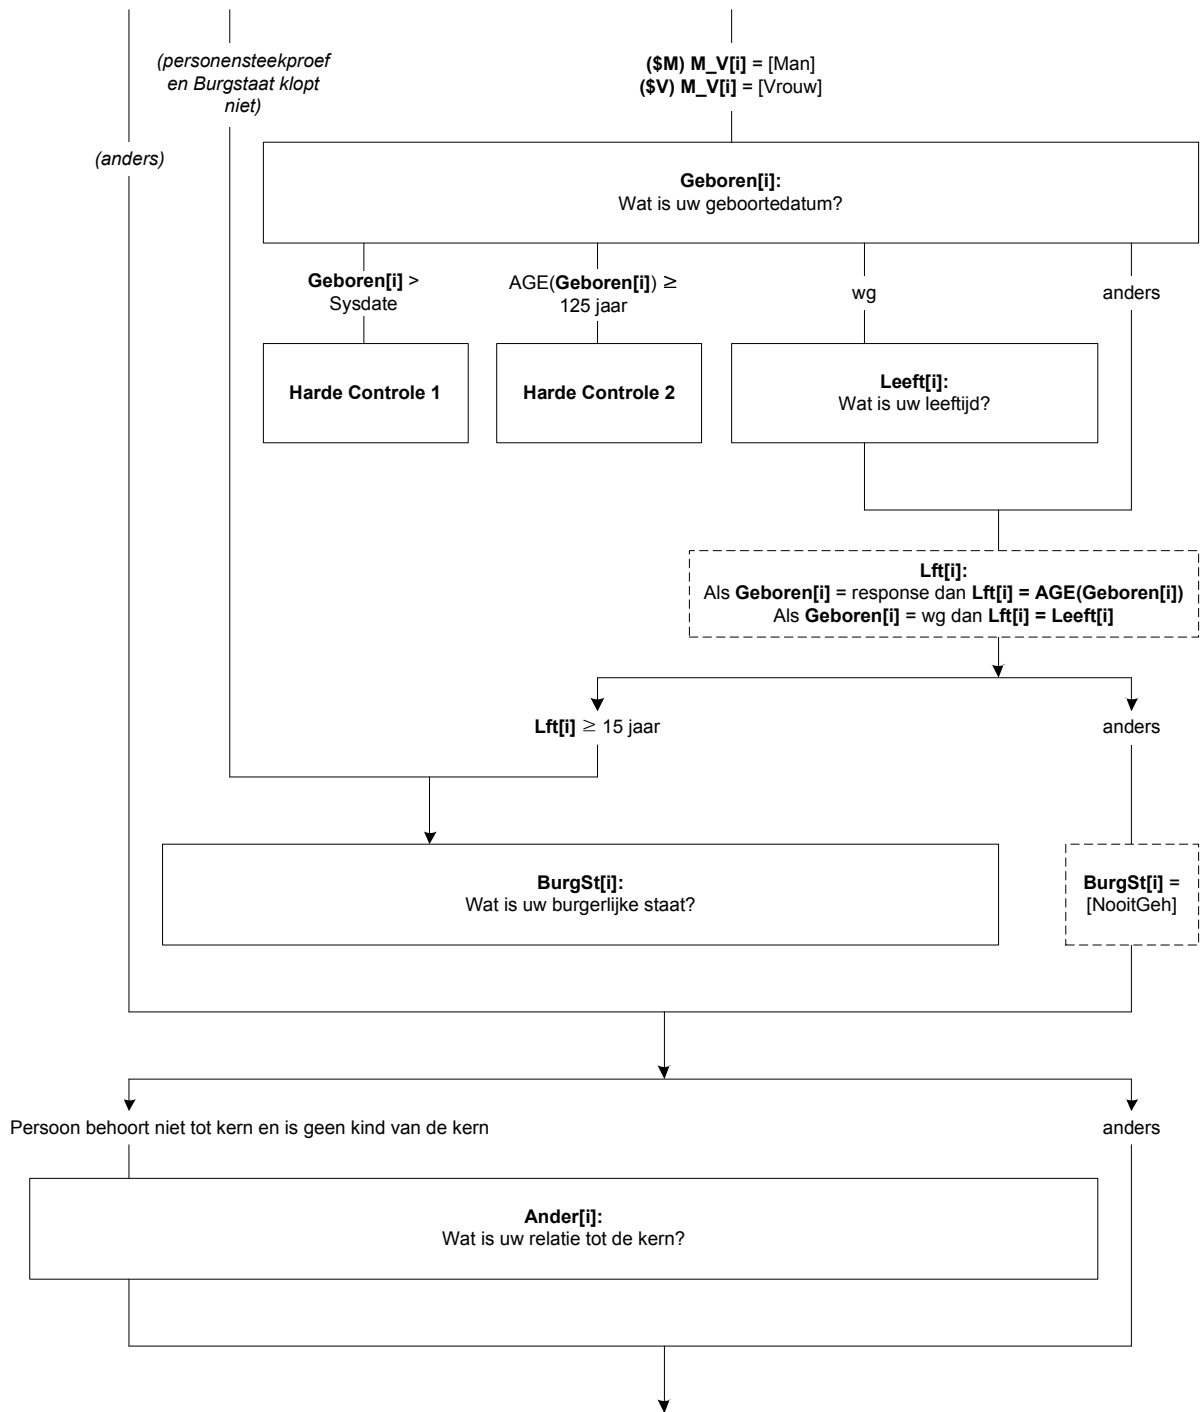 (personensteekproef
en Burgstaat klopt
niet)
($M) M_V[i] = [Man]
($V) M_V[i] = [Vrouw]
(anders)
Geboren[i]:
Wat is uw geboortedatum?
Geboren[i] >
Sysdate
AGE(Geboren[i]) ≥
125 jaar
wg
anders
Harde Controle 1
Harde Controle 2
Leeft[i]:
Wat is uw leeftijd?
Lft[i]:
Als Geboren[i] = response dan Lft[i] = AGE(Geboren[i])
Als Geboren[i] = wg dan Lft[i] = Leeft[i]
Lft[i] ≥ 15 jaar
anders
BurgSt[i]:
Wat is uw burgerlijke staat?
BurgSt[i] =
[NooitGeh]
Persoon behoort niet tot kern en is geen kind van de kern
anders
Ander[i]:
Wat is uw relatie tot de kern?